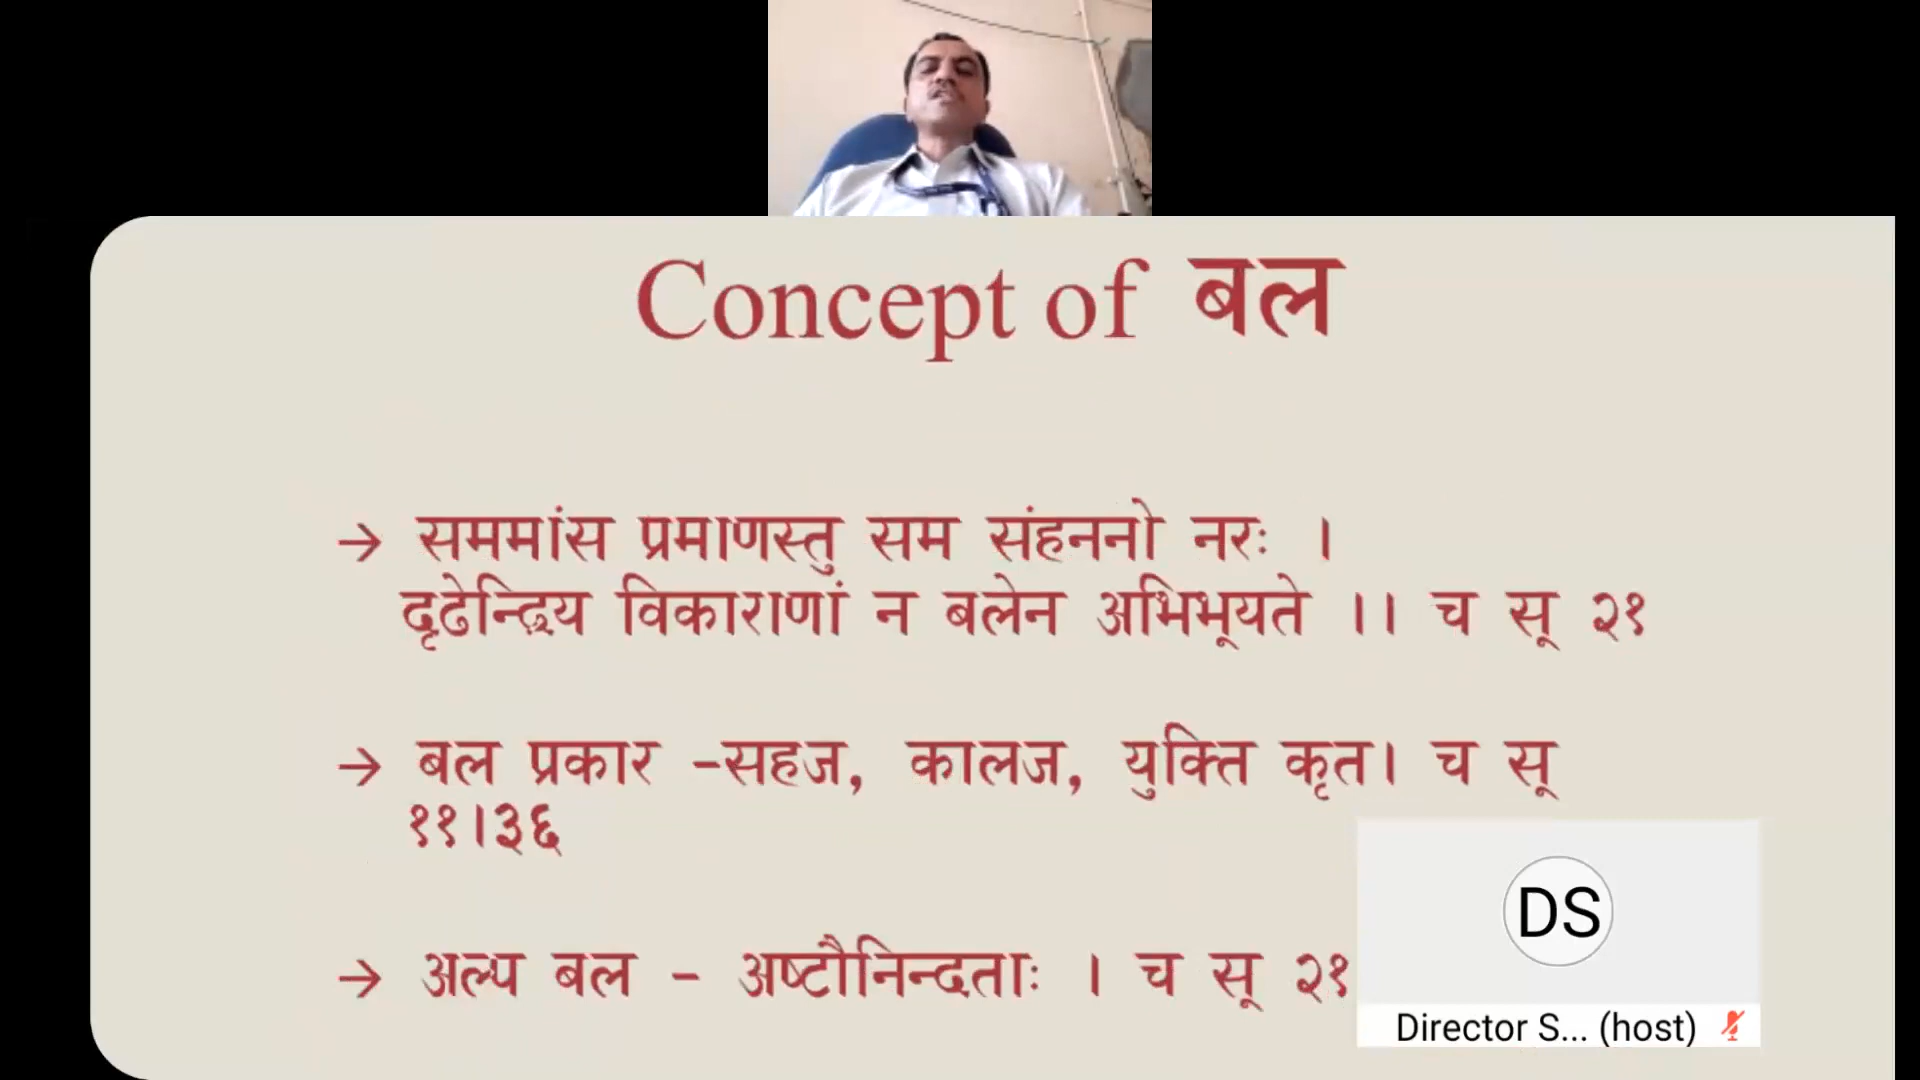 Concept of बल
→ सममांस प्रमाणस्तु सम संहननो नरः ।
दृढेन्द्रिय विकाराणां न बलेन अभिभूयते ।। च सू २१
→ बल प्रकार -सहज, कालज, युक्ति कृत। च सू
११।३६
→ अल्प बल - अष्टौनिन्दताः । च सू २१
DS
Director S... (host)